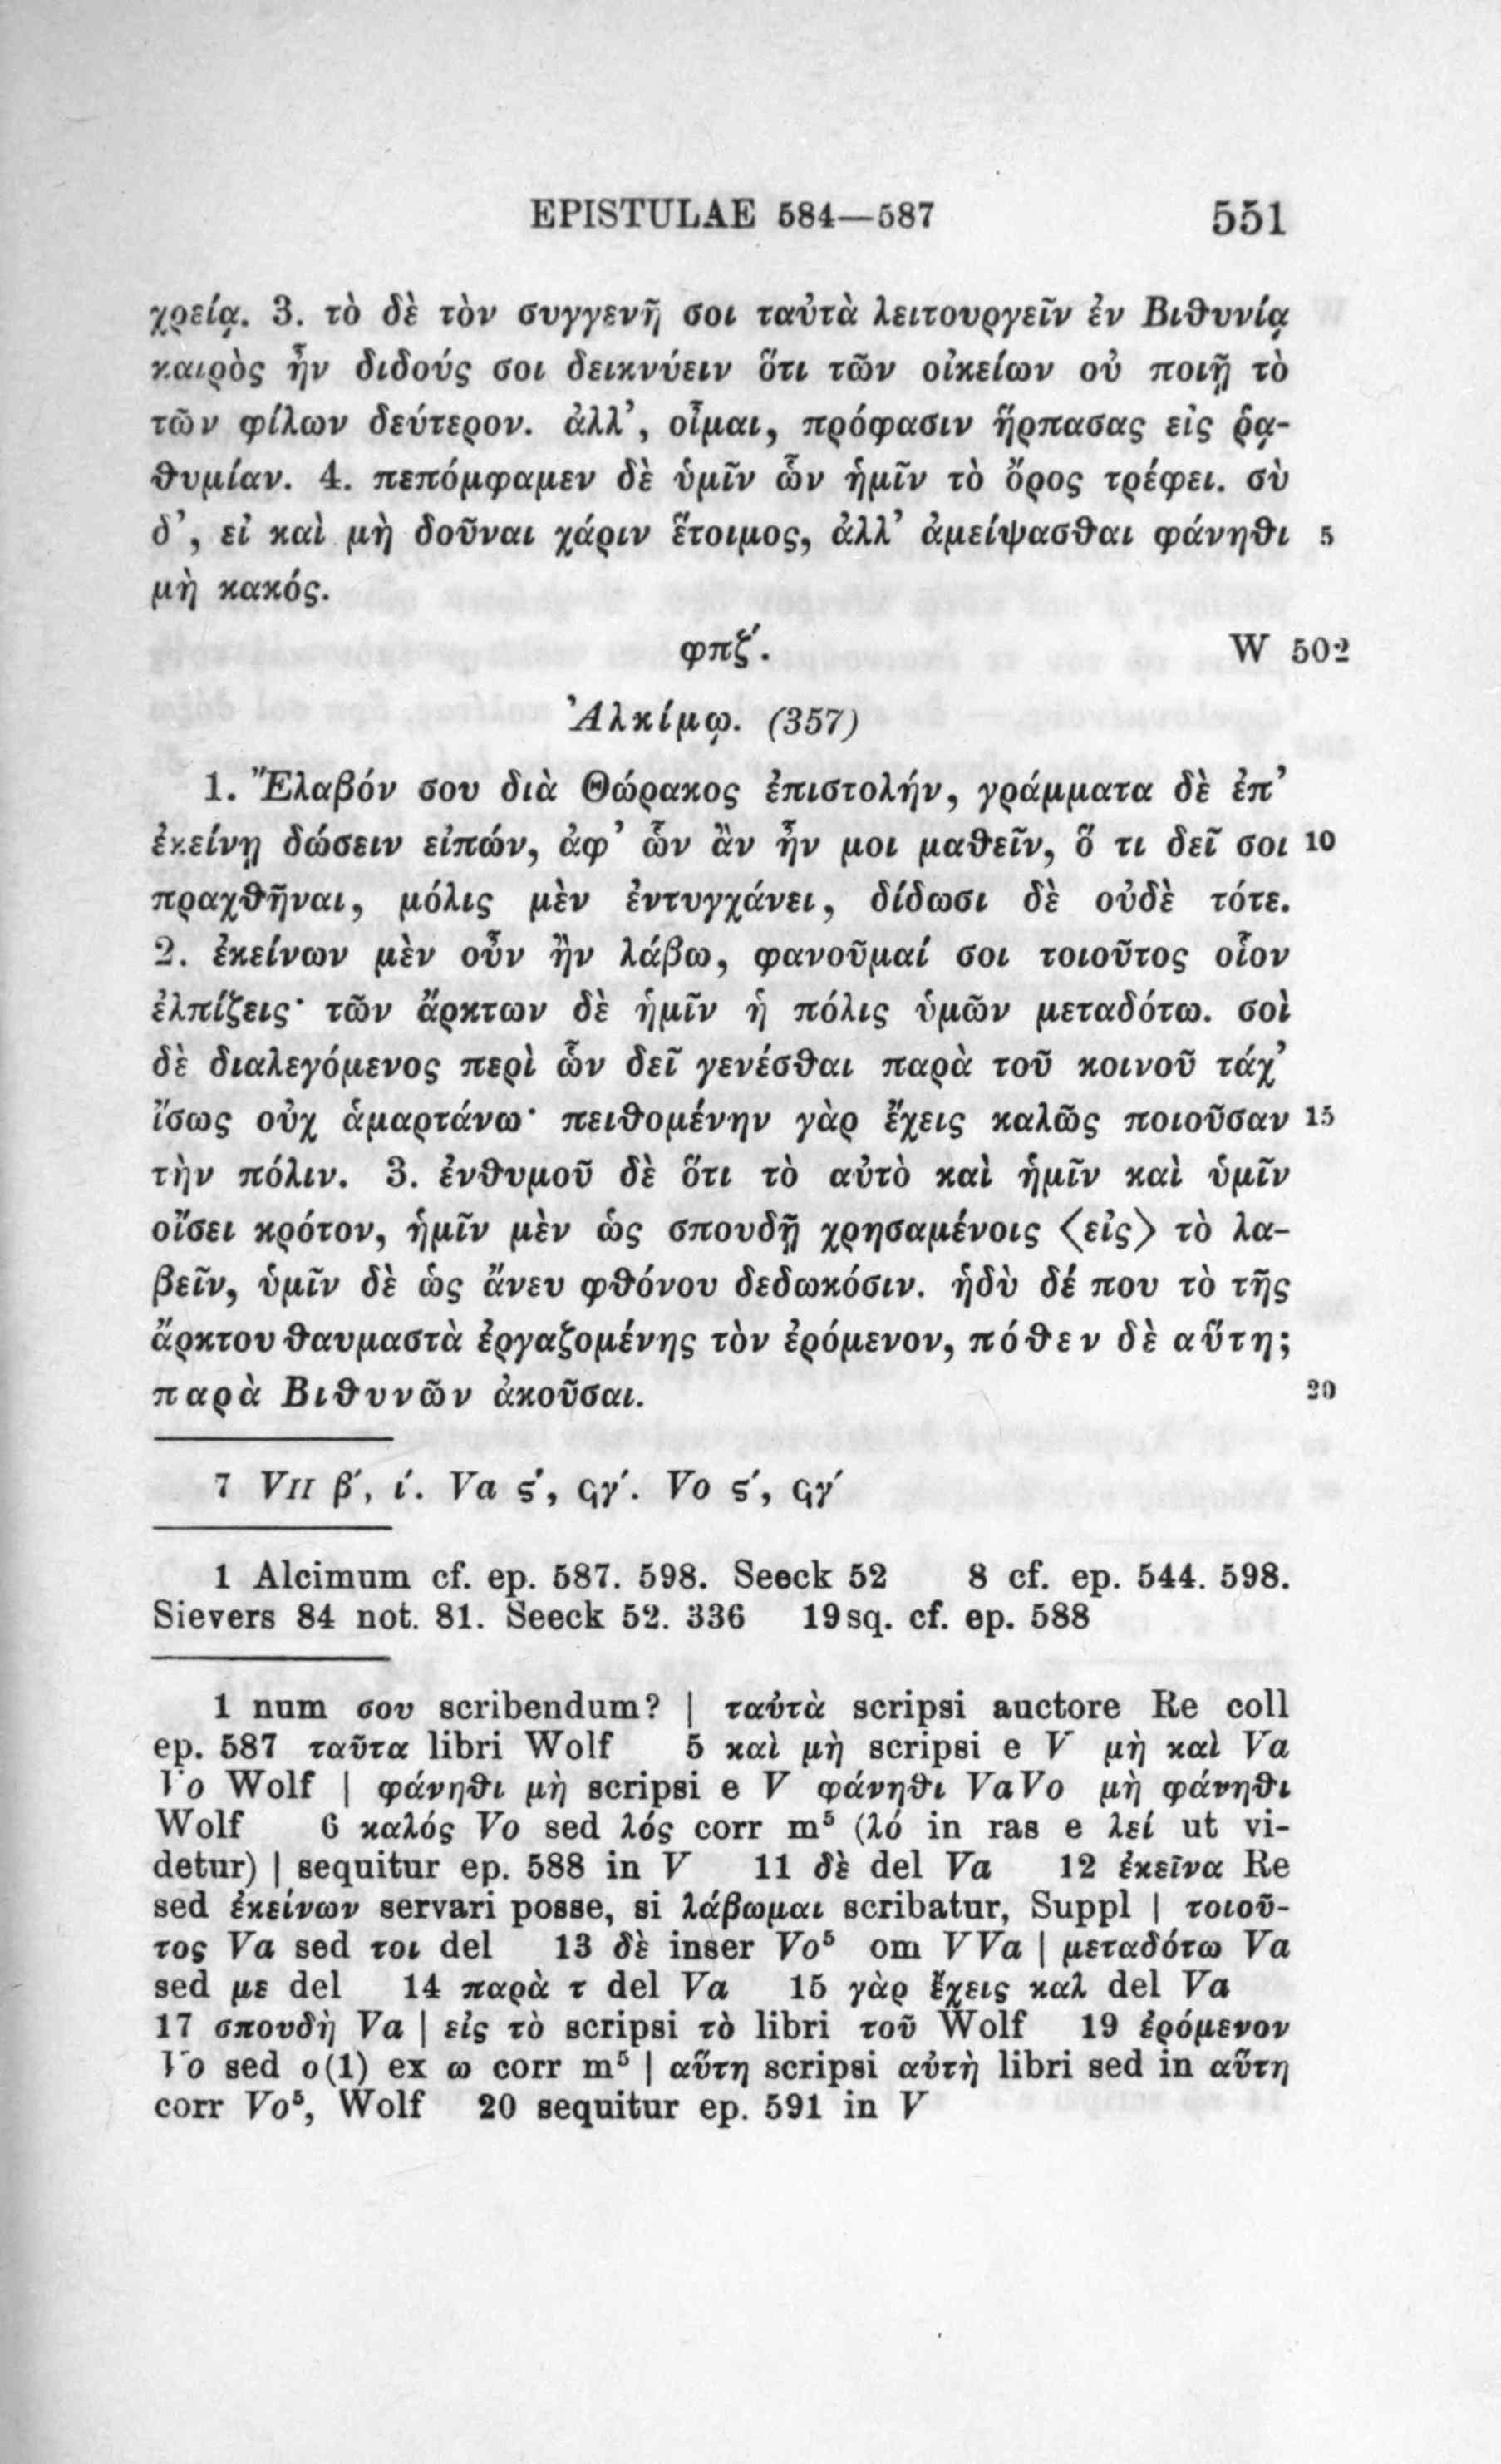 EPISTULAE 584—587 551
χρείᾳ. 3. τὸ δὲ τὸν συγγενῆ σοι ταὐτὰ λειτουργεῖν ἐν Βιθυνίᾳ
καιρὸς ἦν διδούς σοι δεικνύειν ὅτι τῶν οἰκείων οὐ ποιῇ τὸ
τῶν φίλων δεύτερον. ἀλλ’, οἶμαι, πρόφασιν ἥρπασας εἰς ῥᾳ-
θυμίαν. 4. πεπόμφαμεν δὲ ὑμῖν ὧν ἡμῖν τὸ ὄρος τρέφει. σὺ
δ’, εἰ καὶ μὴ δοῦναι χάριν ἕτοιμος, ἀλλ’ ἀμείψασθαι φάνηθι 5
μὴ κακός.
φπζ΄. W 502
Ἀλκίμῳ. (357)
1. Ἔλαβόν σου διὰ Θώρακος ἐπιστολήν, γράμματα δὲ ἐπ’
ἐκείνῃ δώσειν εἰπών, ἀφ’ ὧν ἂν ἦν μοι μαθεῖν, ὅ τι δεῖ σοι 10
πραχθῆναι, μόλις μὲν ἐντυγχάνει, δίδωσι δὲ οὐδὲ τότε.
2. ἐκείνων μὲν οὖν ἢν λάβω, φανοῦμαί σοι τοιοῦτος οἷον
ἐλπίζεις· τῶν ἄρκτων δὲ ἡμῖν ἡ πόλις ὑμῶν μεταδότω. σοὶ
δὲ διαλεγόμενος περὶ ὧν δεῖ γενέσθαι παρὰ τοῦ κοινοῦ τάχ’
ἴσως οὐχ ἁμαρτάνω· πειθομένην γὰρ ἔχεις καλῶς ποιοῦσαν 15
τὴν πόλιν. 3. ἐνθυμοῦ δὲ ὅτι τὸ αὐτὸ καὶ ἡμῖν καὶ ὑμῖν
οἴσει κρότον, ἡμῖν μὲν ὡς σπουδῇ χρησαμένοις ⟨εἰς⟩ τὸ λα-
βεῖν, ὑμῖν δὲ ὡς ἄνευ φθόνου δεδωκόσιν. ἡδὺ δέ που τὸ τῆς
ἄρκτου θαυμαστὰ ἐργαζομένης τὸν ἐρόμενον, πόθεν δὲ αὕτη;
παρὰ Βιθυνῶν ἀκοῦσαι. 20
7 VII β΄, ί. Va ς΄, ϟγ΄. Vo ς΄, ϟγ΄
1 Alcimum cf. ep. 587. 598. Seeck 52 8 cf. ep. 544. 598.
Sievers 84 not. 81. Seeck 52. 336 19 sq. cf. ep. 588
1 num σου scribendum? | ταὐτὰ scripsi auctore Re coll
ep. 587 ταῦτα libri Wolf 5 καὶ μὴ scripsi e V μὴ καὶ Va
Vo Wolf | φάνηθι μὴ scripsi e V φάνηθι VaVo μὴ φάνηθι
Wolf 6 καλός Vo sed λός corr m⁵ (λό in ras e λεί ut vi-
detur) | sequitur ep. 588 in V 11 δὲ del Va 12 ἐκεῖνα Re
sed ἐκείνων servari posse, si λάβωμαι scribatur, Suppl | τοιοῦ-
τος Va sed τοι del 13 δὲ inser Vo⁵ om VVa | μεταδότω Va
sed με del 14 παρὰ τ del Va 15 γὰρ ἔχεις καλ del Va
17 σπουδὴ Va | εἰς τὸ scripsi τὸ libri τοῦ Wolf 19 ἐρόμενον
Vo sed ο(1) ex ω corr m⁵ | αὕτη scripsi αὐτὴ libri sed in αὕτη
corr Vo⁵, Wolf 20 sequitur ep. 591 in V